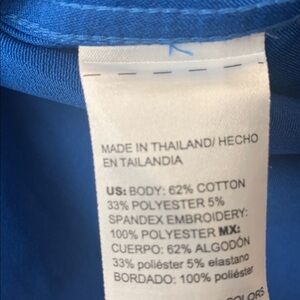 MADE IN THAILAND/ HECHO
EN TAILANDIA
US: BODY: 62% COTTON
33% POLYESTER 5%
SPANDEX EMBROIDERY:
100% POLYESTER MX:
CUERPO: 62% ALGODÓN
33% poliéster 5% elastano
BORDADO: 100% poliéster
COLORS